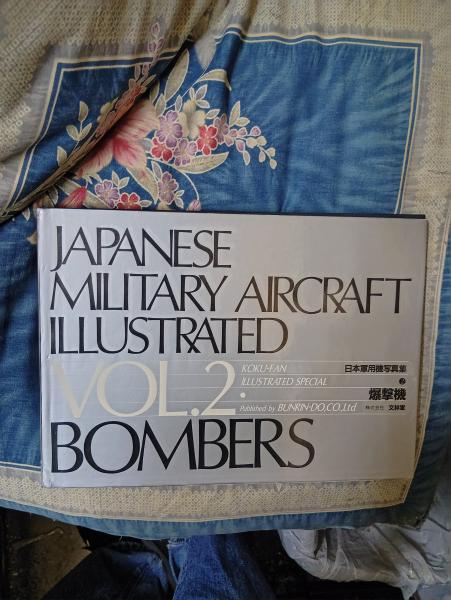 JAPANESE
MILITARY AIRCRAFT
ILLUSTRATED
VOL.2.
KOKU-FAN
ILLUSTRATED SPECIAL
Published by BUNRIN-DO,CO.Ltd
日本軍用機写真集
2
爆撃機
株式会社 文林堂
BOMBERS